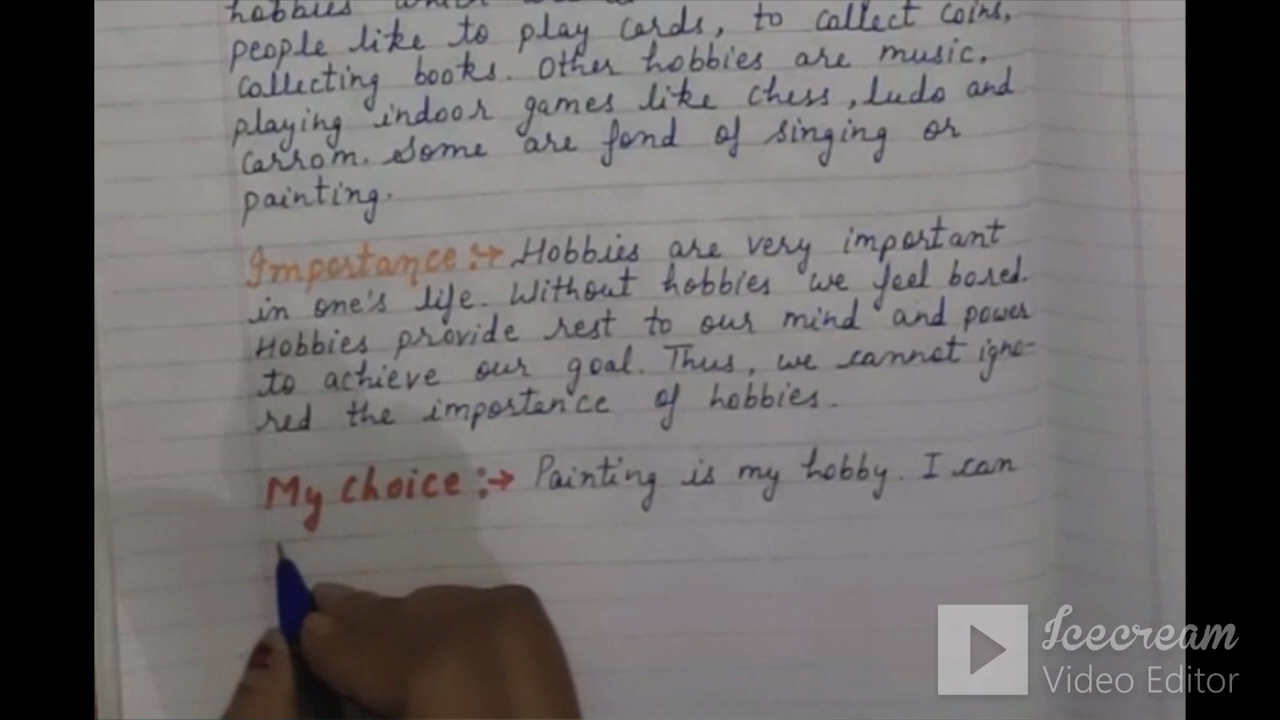 hobbies which
people like to play cards, to collect coins,
collecting books. Other hobbies are music,
playing indoor games like chess, ludo and
carrom. Some are fond of singing or
painting.
Importance :→ Hobbies are very important
in one's life. Without hobbies we feel bored.
Hobbies provide rest to our mind and power
to achieve our goal. Thus, we cannot igno-
red the importance of hobbies.
My choice :→ Painting is my hobby. I can
Icecream
Video Editor